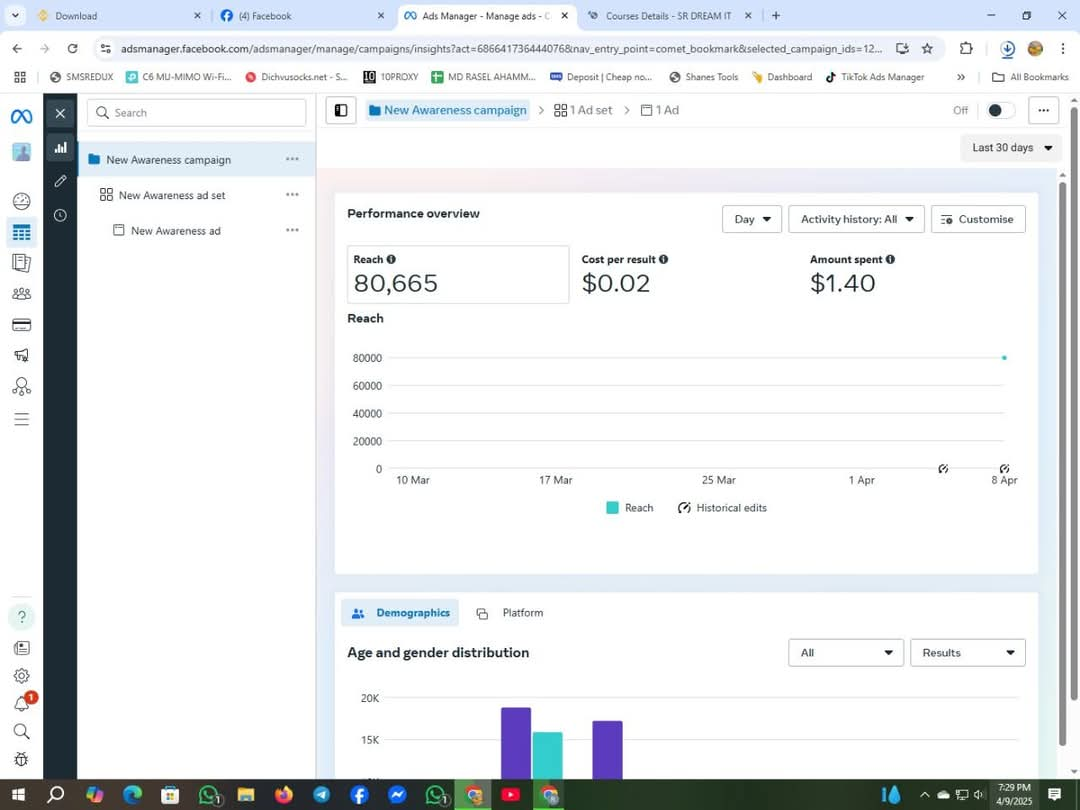 Download
(4) Facebook
Ads Manager - Manage ads - C
Courses Details - SR DREAM IT
adsmanager.facebook.com/adsmanager/manage/campaigns/insights?act=686641736444076&nav_entry_point=comet_bookmark&selected_campaign_ids=12...
SMSREDUX
C6 MU-MIMO Wi-Fi...
Dichvusocks.net - S...
10PROXY
MD RASEL AHAMM...
Deposit | Cheap no...
Shanes Tools
Dashboard
TikTok Ads Manager
»
All Bookmarks
Search
New Awareness campaign
1 Ad set
1 Ad
Off
Last 30 days
New Awareness campaign
New Awareness ad set
New Awareness ad
Performance overview
Day
Activity history: All
Customise
Reach
Cost per result
Amount spent
80,665
$0.02
$1.40
Reach
80000
60000
40000
20000
0
10 Mar
17 Mar
25 Mar
1 Apr
8 Apr
Reach
Historical edits
Demographics
Platform
Age and gender distribution
All
Results
20K
15K
?
1
1
1
7:29 PM
4/9/2025